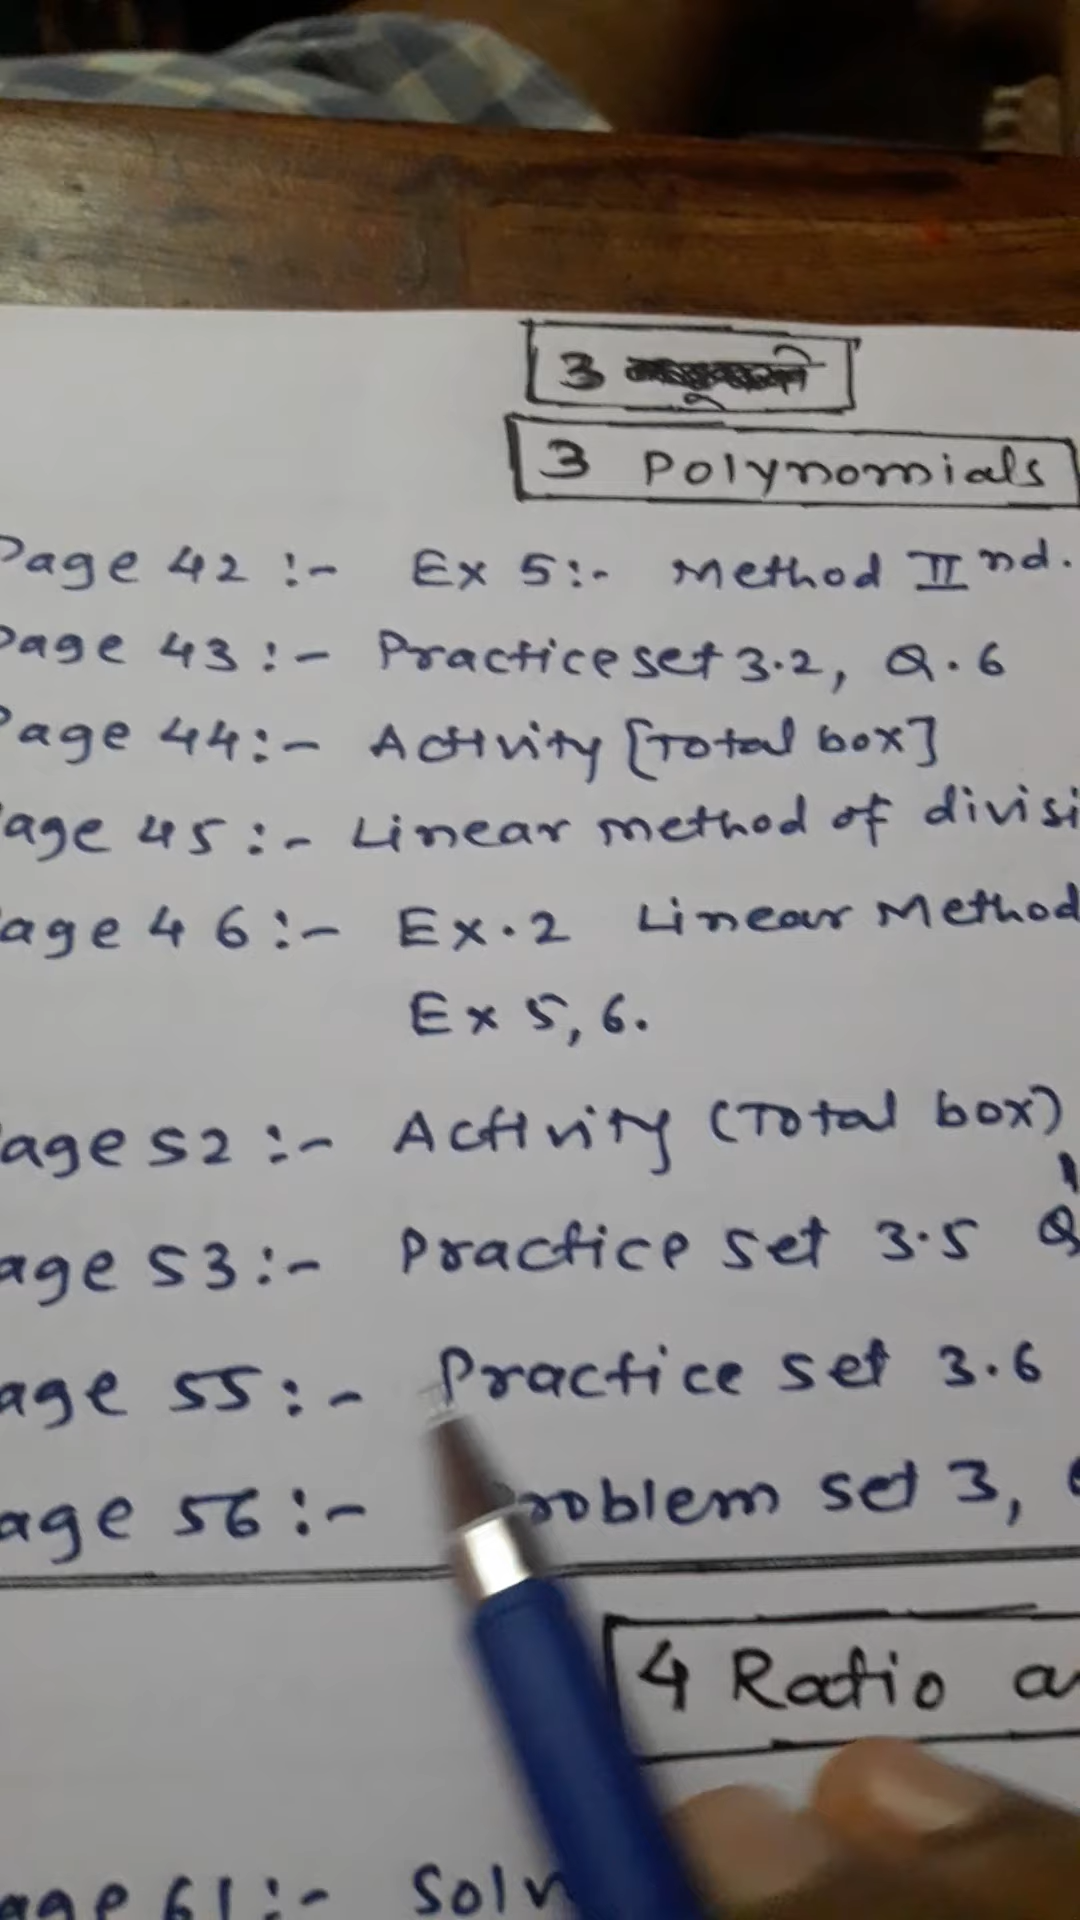 3
3 Polynomials
Page 42 :- Ex 5:- Method II nd.
Page 43 :- Practice set 3.2, Q.6
Page 44:- Activity [Total box]
age 45 :- Linear method of divisi
age 46:- Ex.2 Linear Method
Ex 5, 6.
age 52 :- Activity (Total box)
age 53:- Practice set 3.5 Q
age 55:- Practice set 3.6
age 56:- roblem set 3,
4 Ratio a
age 61:- Soln